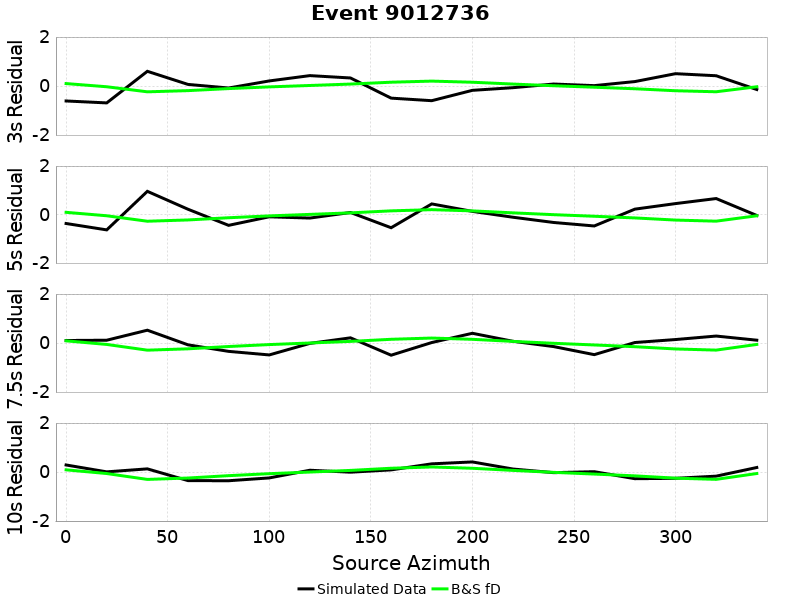 Event 9012736
3s Residual
2
0
-2
5s Residual
2
0
-2
7.5s Residual
2
0
-2
10s Residual
2
0
-2
0 50 100 150 200 250 300
Source Azimuth
Simulated Data B&S fD